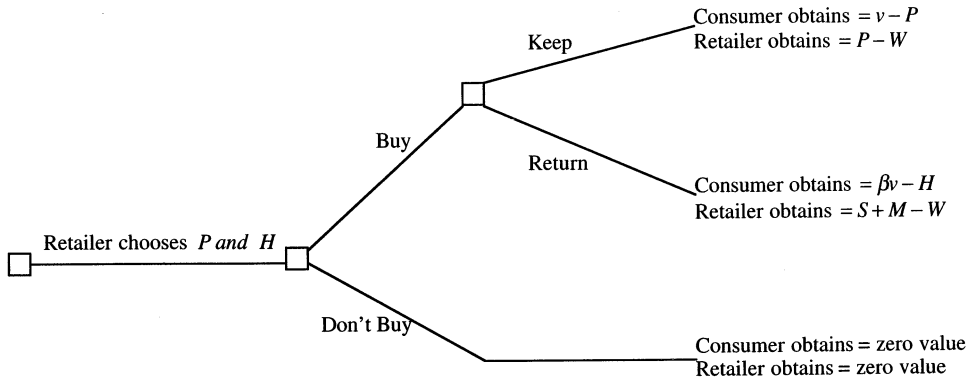 Consumer obtains = v – P
Retailer obtains = P – W
Keep
Buy
Return
Consumer obtains = βv – H
Retailer obtains = S + M – W
Retailer chooses P and H
Don't Buy
Consumer obtains = zero value
Retailer obtains = zero value